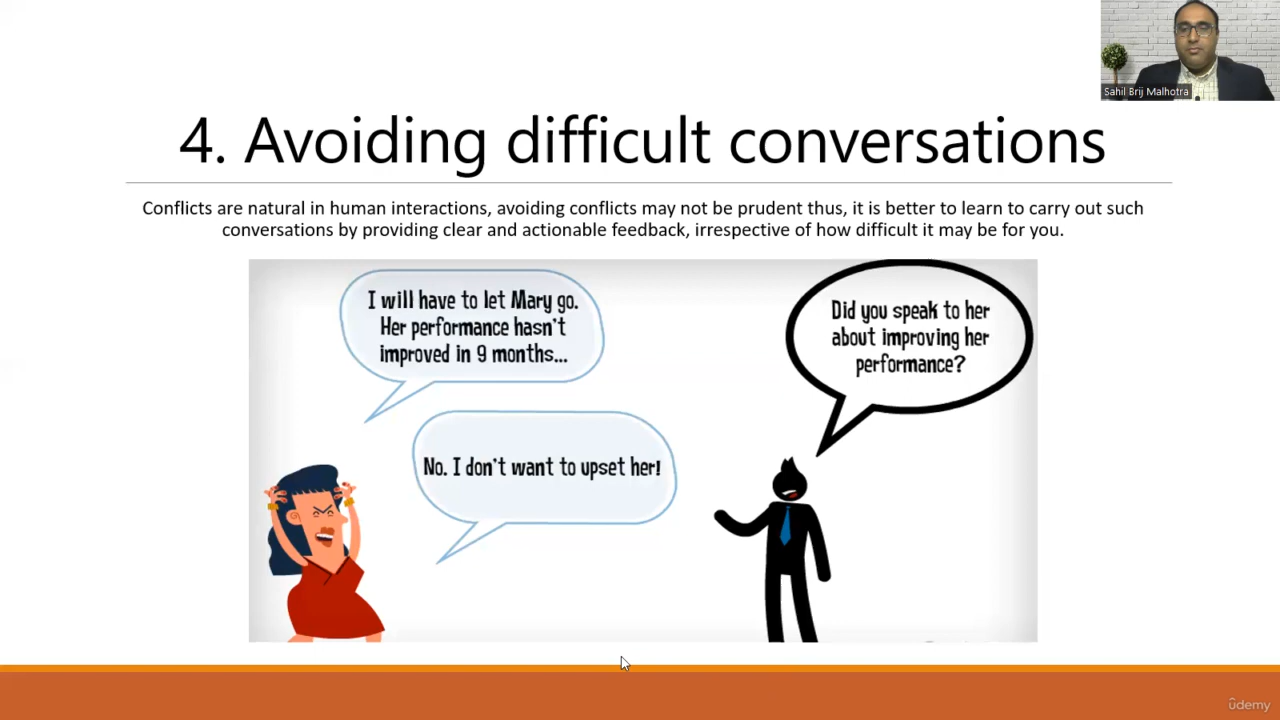 Sahil Brij Malhotra
4. Avoiding difficult conversations
Conflicts are natural in human interactions, avoiding conflicts may not be prudent thus, it is better to learn to carry out such
conversations by providing clear and actionable feedback, irrespective of how difficult it may be for you.
I will have to let Mary go.
Her performance hasn't
improved in 9 months...
Did you speak to her
about improving her
performance?
No. I don't want to upset her!
ûdemy